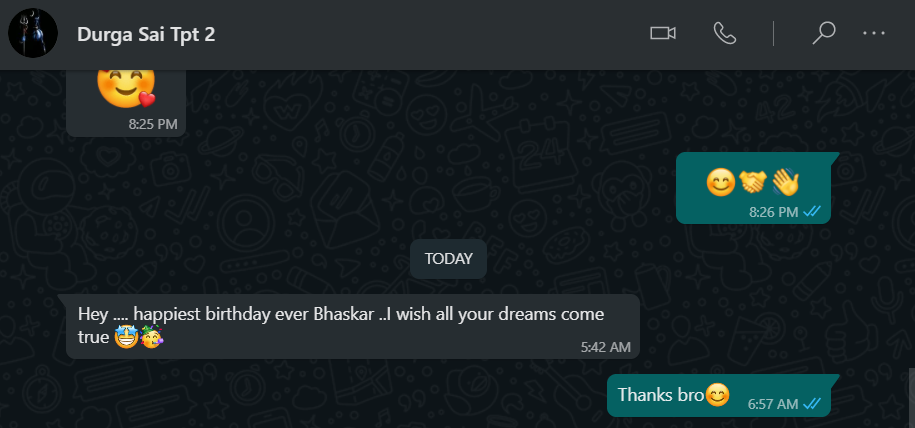 Durga Sai Tpt 2
8:25 PM
😊🤝👋
8:26 PM
TODAY
Hey .... happiest birthday ever Bhaskar ..I wish all your dreams come
true 🤩🥳
5:42 AM
Thanks bro😊
6:57 AM